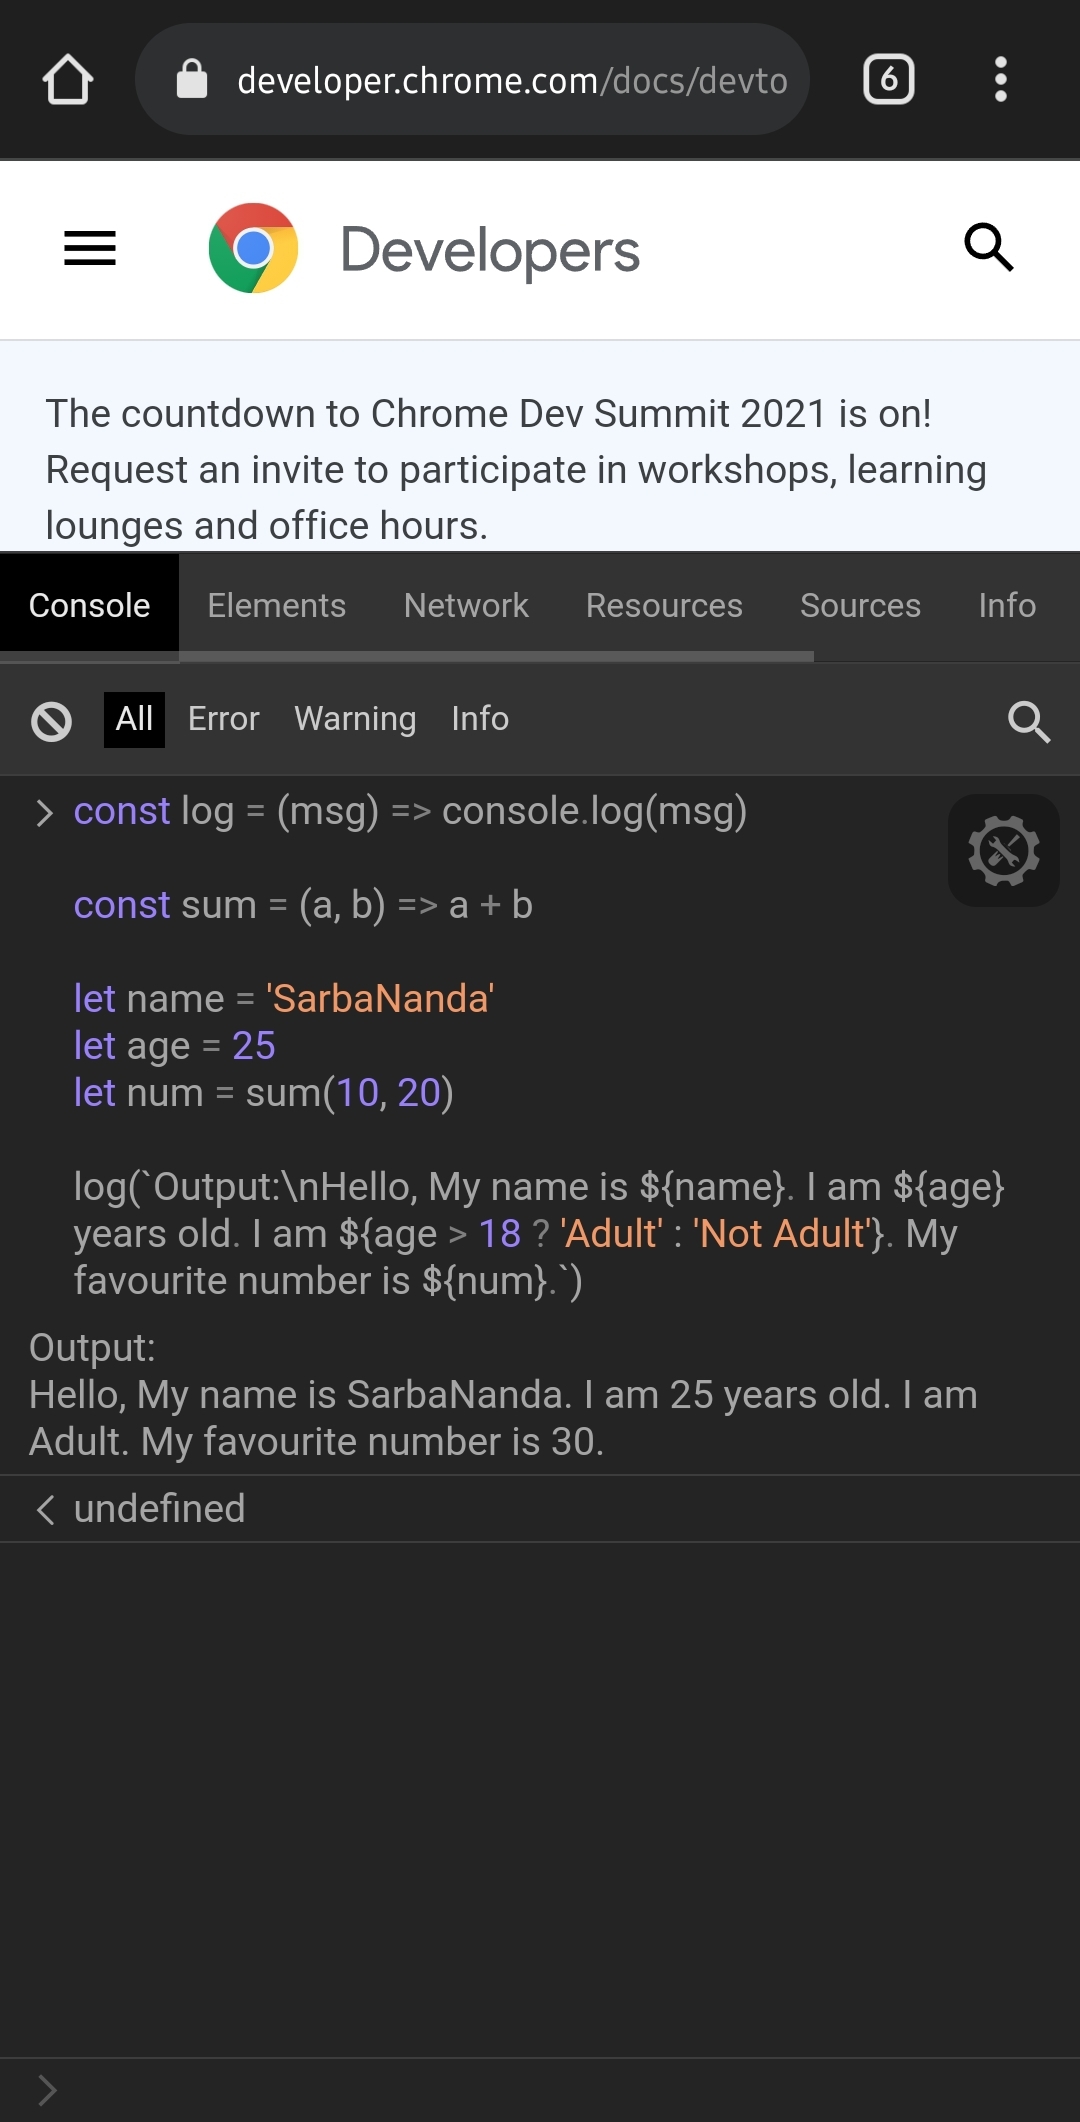 developer.chrome.com/docs/devto
6
Developers
The countdown to Chrome Dev Summit 2021 is on!
Request an invite to participate in workshops, learning
lounges and office hours.
Console Elements Network Resources Sources Info
All Error Warning Info
> const log = (msg) => console.log(msg)
const sum = (a, b) => a + b
let name = 'SarbaNanda'
let age = 25
let num = sum(10, 20)
log(`Output:\nHello, My name is ${name}. I am ${age}
years old. I am ${age > 18 ? 'Adult' : 'Not Adult'}. My
favourite number is ${num}.`)
Output:
Hello, My name is SarbaNanda. I am 25 years old. I am
Adult. My favourite number is 30.
< undefined
>